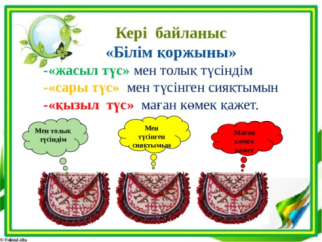 Кері байланыс
«Білім қоржыны»
-«жасыл түс» мен толық түсіндім
-«сары түс» мен түсінген сияқтымын
-«қызыл түс» маған көмек қажет.
Мен толық
түсіндім
Мен
түсінген
сияқтымын
Маған
көмек
қажет